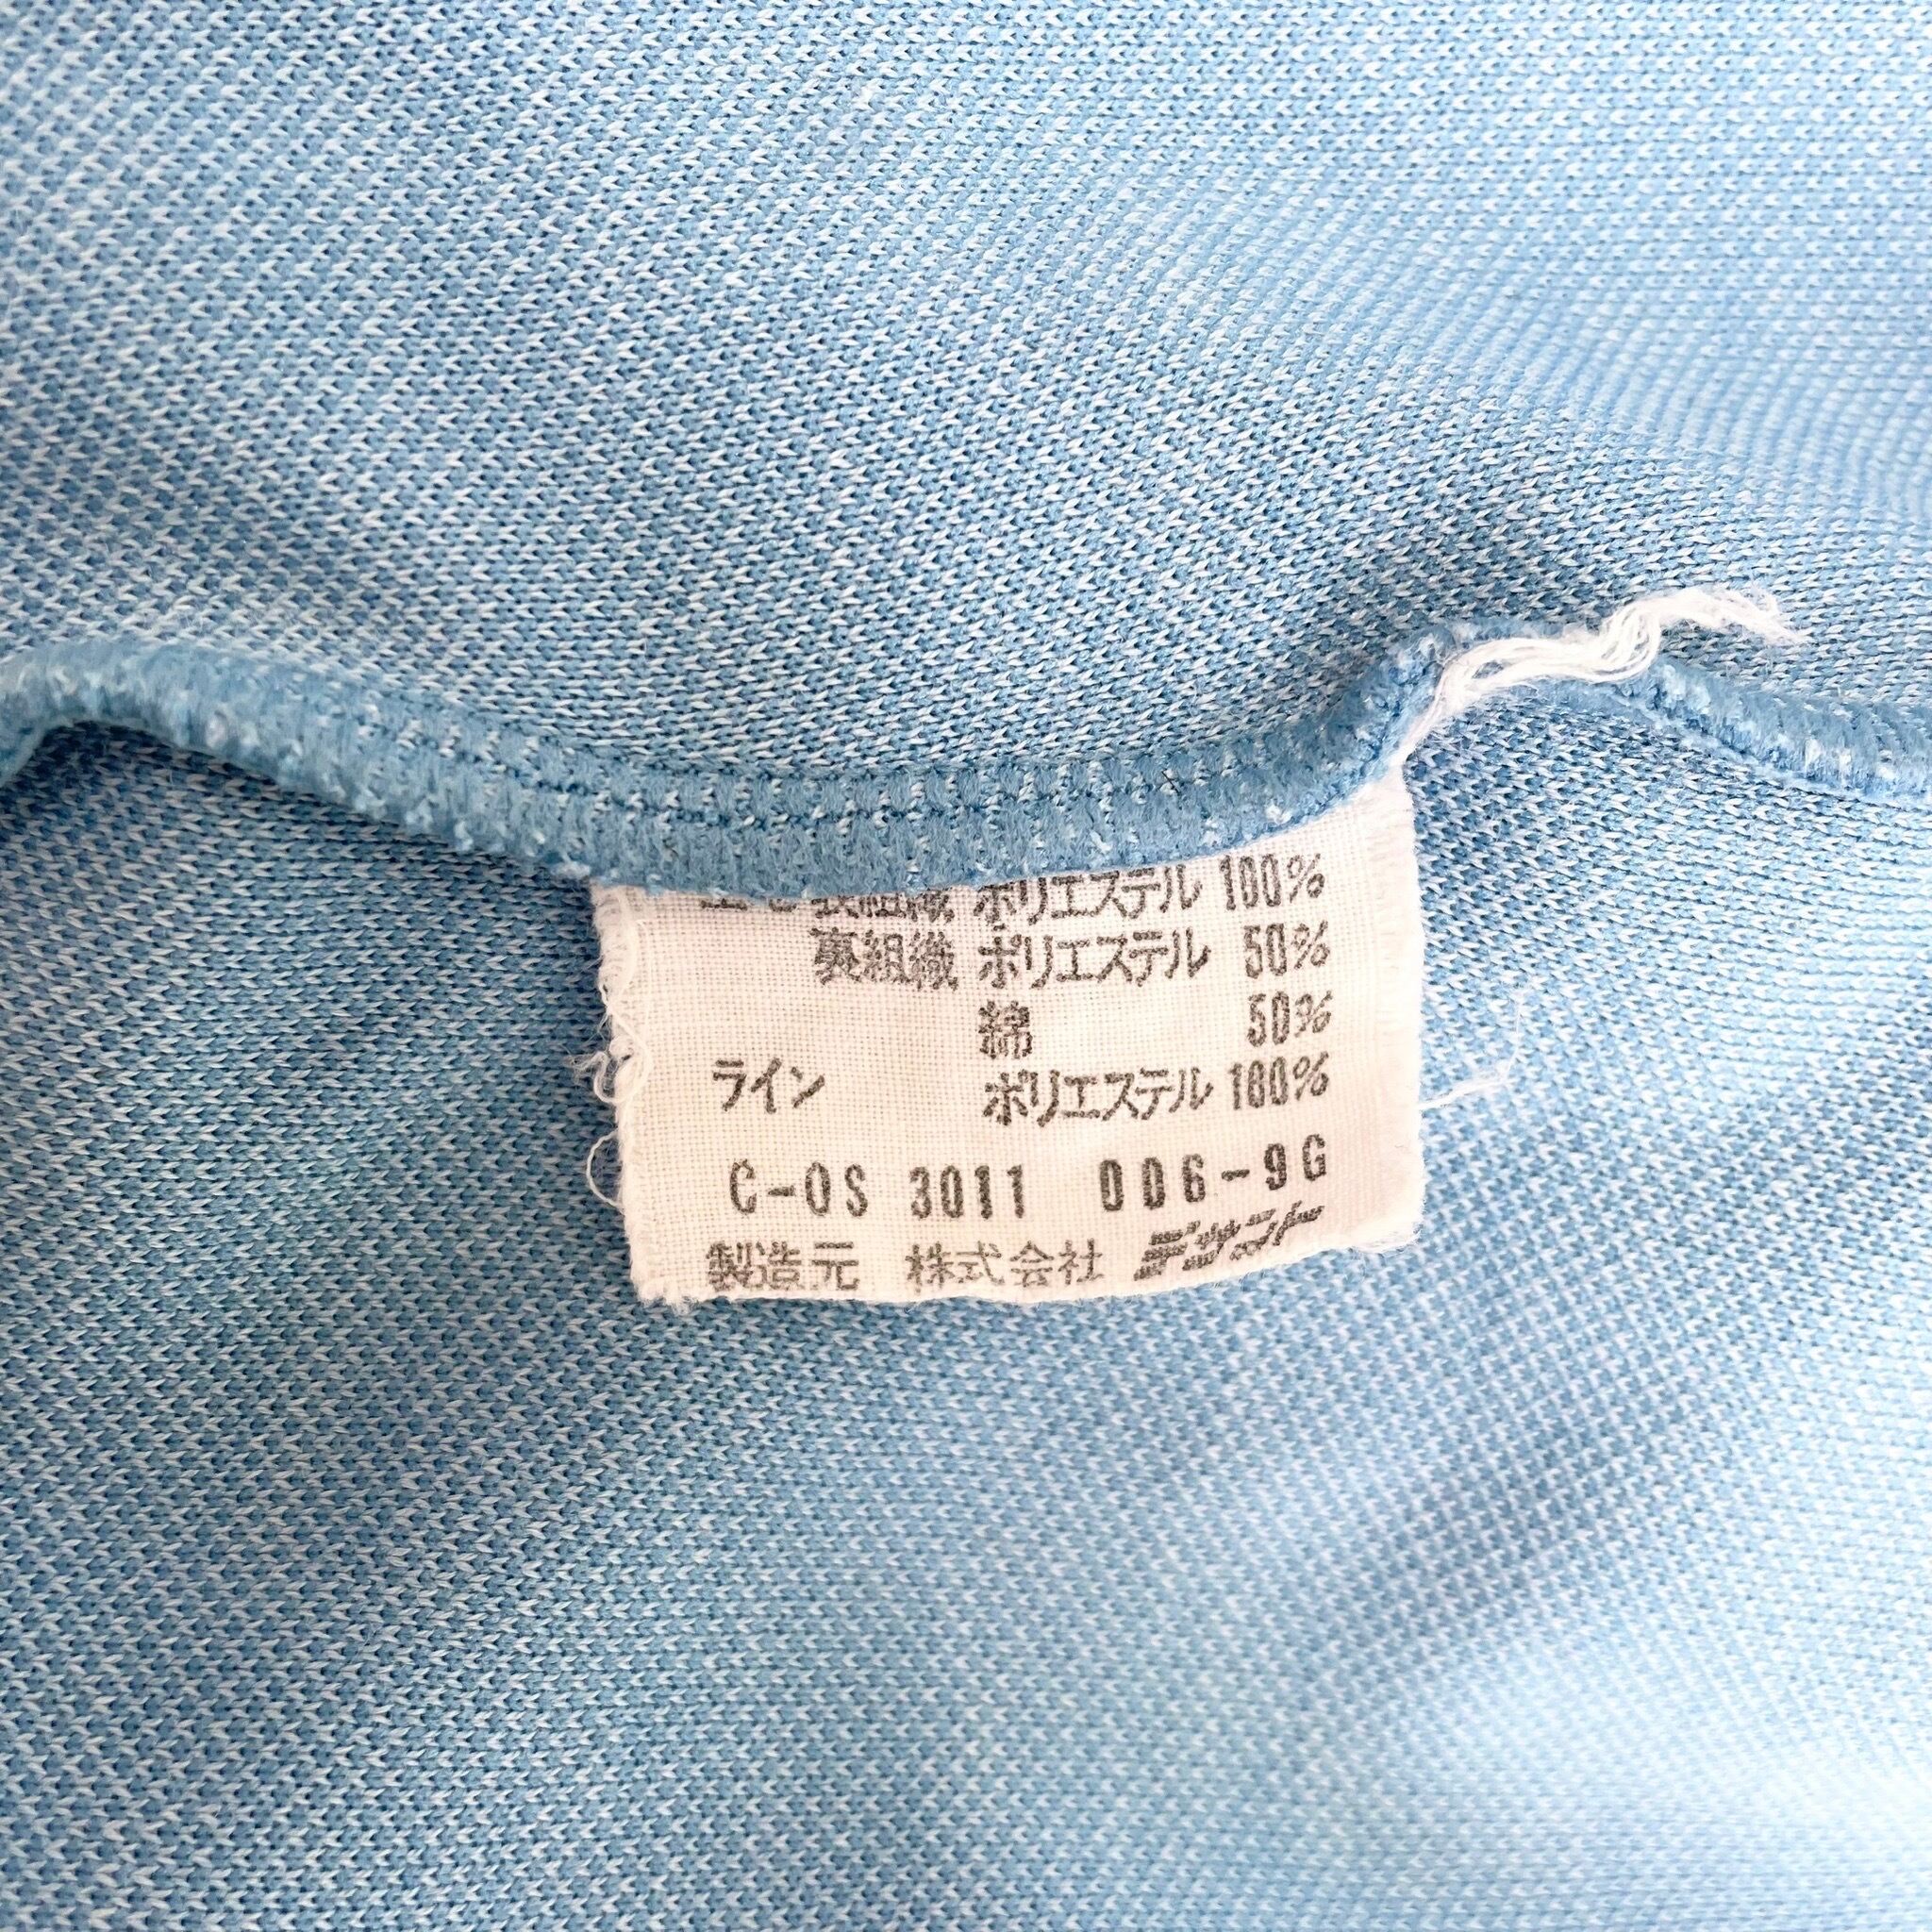 表組織 ポリエステル 100%
裏組織 ポリエステル 50%
綿 50%
ライン ポリエステル 100%
C-OS 3011 006-9G
製造元 株式会社 デサント